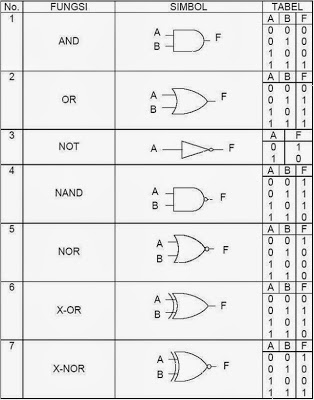 No. FUNGSI SIMBOL TABEL
1 AND A B F
A B F
0 0 0
0 1 0
1 0 0
1 1 1
2 OR A B F
A B F
0 0 0
0 1 1
1 0 1
1 1 1
3 NOT A F
A F
0 1
1 0
4 NAND A B F
A B F
0 0 1
0 1 1
1 0 1
1 1 0
5 NOR A B F
A B F
0 0 1
0 1 0
1 0 0
1 1 0
6 X-OR A B F
A B F
0 0 0
0 1 1
1 0 1
1 1 0
7 X-NOR A B F
A B F
0 0 1
0 1 0
1 0 0
1 1 1